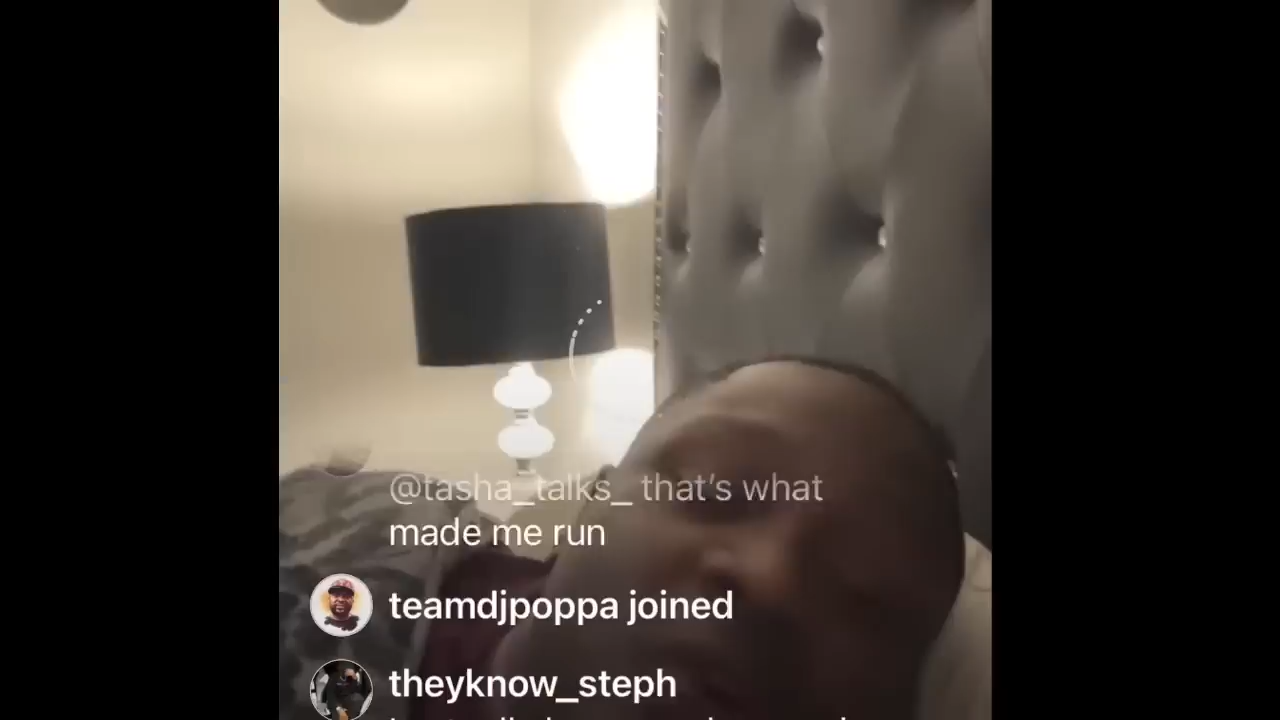 @tasha_talks_ that’s what
made me run
teamdjpoppa joined
theyknow_steph